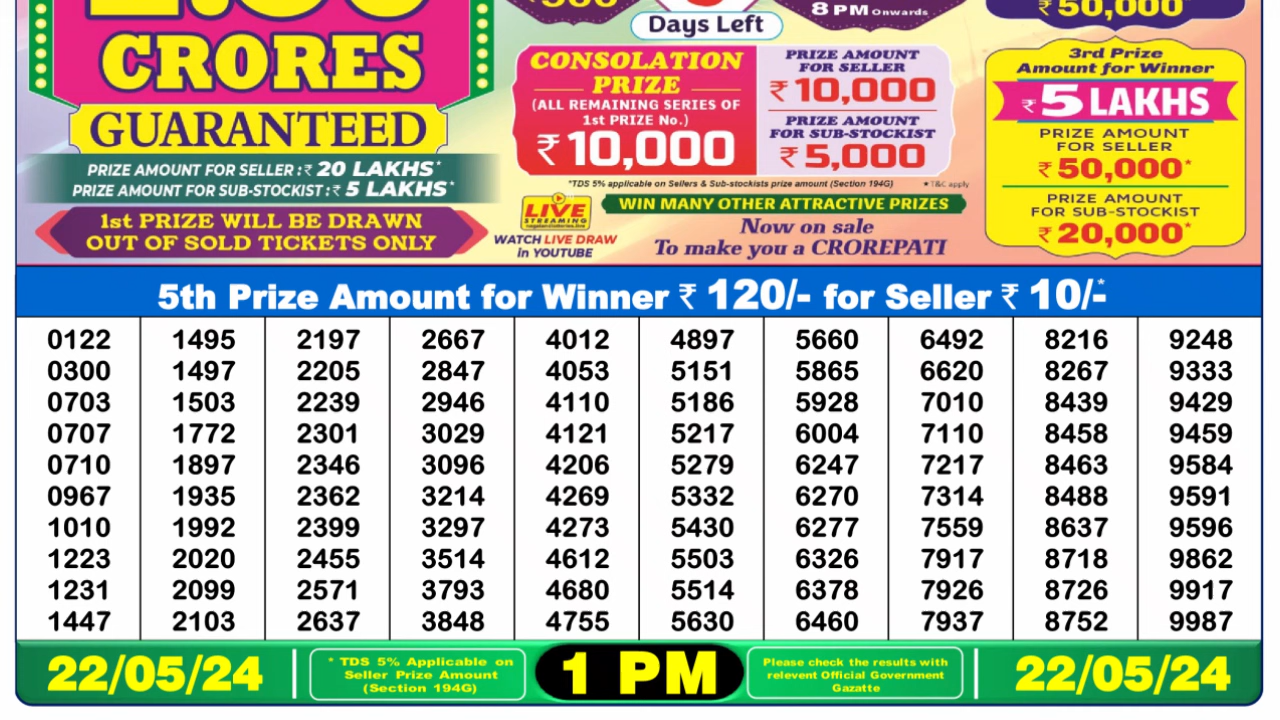 8 PM Onwards
₹ 50,000*
Days Left
CRORES
GUARANTEED
PRIZE AMOUNT FOR SELLER :₹ 20 LAKHS*
PRIZE AMOUNT FOR SUB-STOCKIST :₹ 5 LAKHS*
1st PRIZE WILL BE DRAWN
OUT OF SOLD TICKETS ONLY
CONSOLATION
PRIZE
(ALL REMAINING SERIES OF
1st PRIZE No.)
₹ 10,000
PRIZE AMOUNT
FOR SELLER
₹ 10,000
PRIZE AMOUNT
FOR SUB-STOCKIST
₹ 5,000
*TDS 5% applicable on Sellers & Sub-stockists prize amount (Section 194G)
★ T&C apply
LIVE
STREAMING
WATCH LIVE DRAW
in YOUTUBE
WIN MANY OTHER ATTRACTIVE PRIZES
Now on sale
To make you a CROREPATI
3rd Prize
Amount for Winner
₹ 5 LAKHS
PRIZE AMOUNT
FOR SELLER
₹ 50,000*
PRIZE AMOUNT
FOR SUB-STOCKIST
₹ 20,000*
5th Prize Amount for Winner ₹ 120/- for Seller ₹ 10/-*
0122 1495 2197 2667 4012 4897 5660 6492 8216 9248
0300 1497 2205 2847 4053 5151 5865 6620 8267 9333
0703 1503 2239 2946 4110 5186 5928 7010 8439 9429
0707 1772 2301 3029 4121 5217 6004 7110 8458 9459
0710 1897 2346 3096 4206 5279 6247 7217 8463 9584
0967 1935 2362 3214 4269 5332 6270 7314 8488 9591
1010 1992 2399 3297 4273 5430 6277 7559 8637 9596
1223 2020 2455 3514 4612 5503 6326 7917 8718 9862
1231 2099 2571 3793 4680 5514 6378 7926 8726 9917
1447 2103 2637 3848 4755 5630 6460 7937 8752 9987
22/05/24
* TDS 5% Applicable on
Seller Prize Amount
(Section 194G)
1 PM
Please check the results with
relevent Official Government
Gazatte
22/05/24